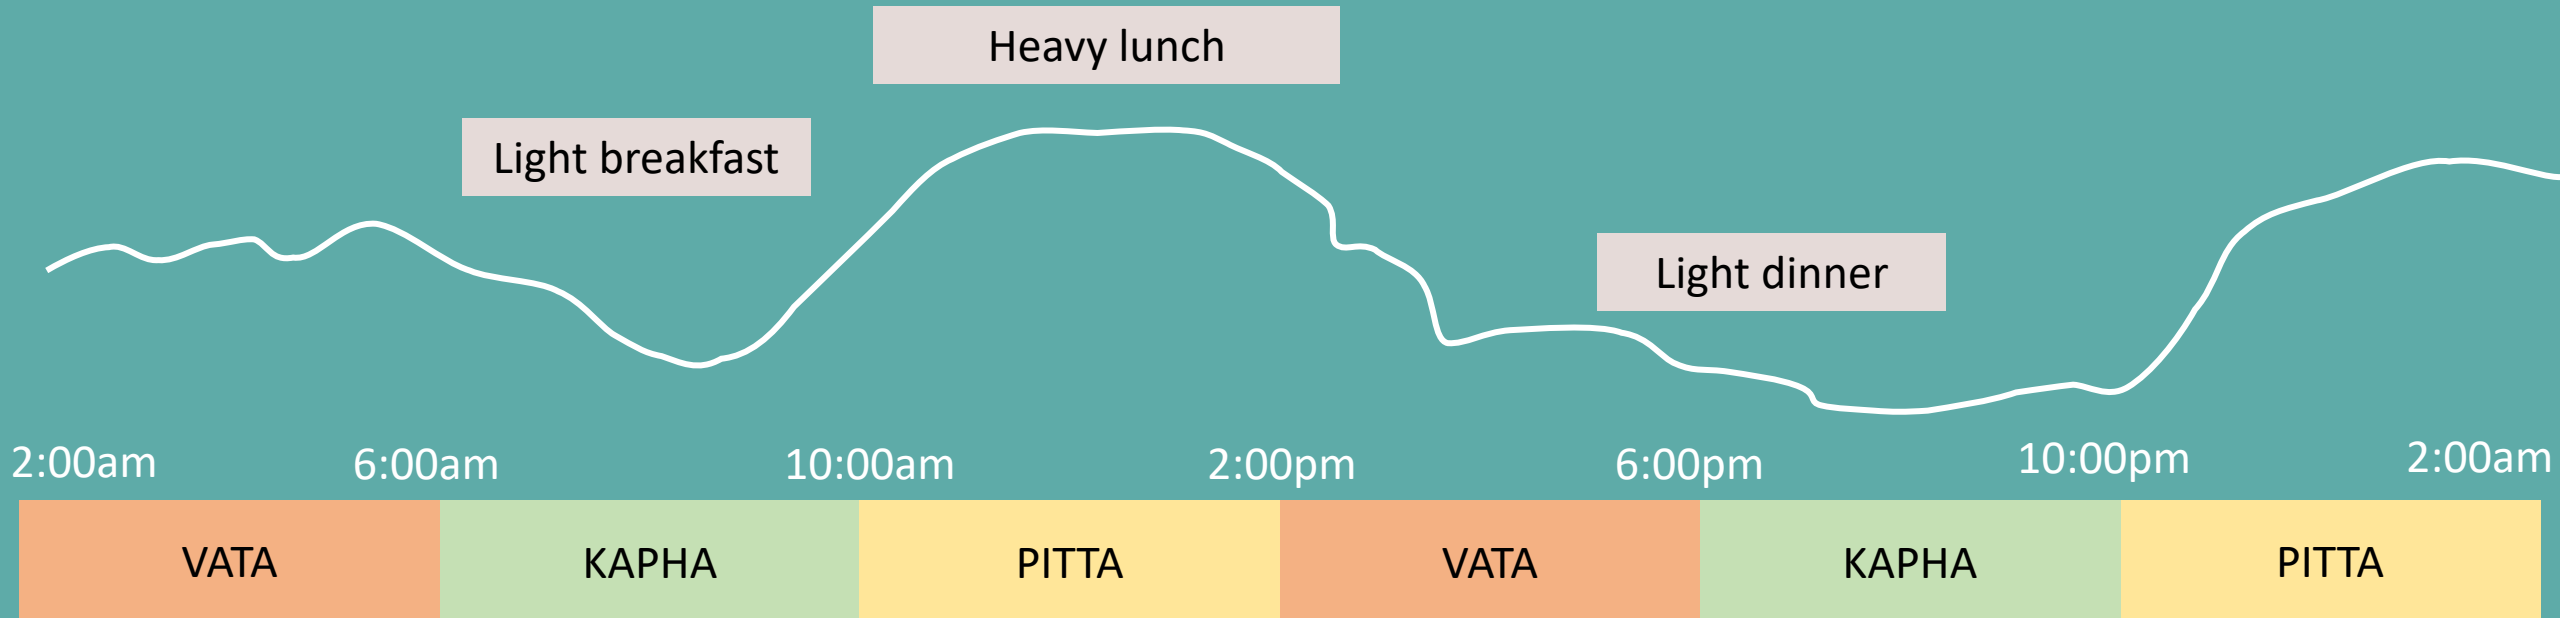 Heavy lunch
Light breakfast
Light dinner
2:00am 6:00am 10:00am 2:00pm 6:00pm 10:00pm 2:00am
VATA KAPHA PITTA VATA KAPHA PITTA